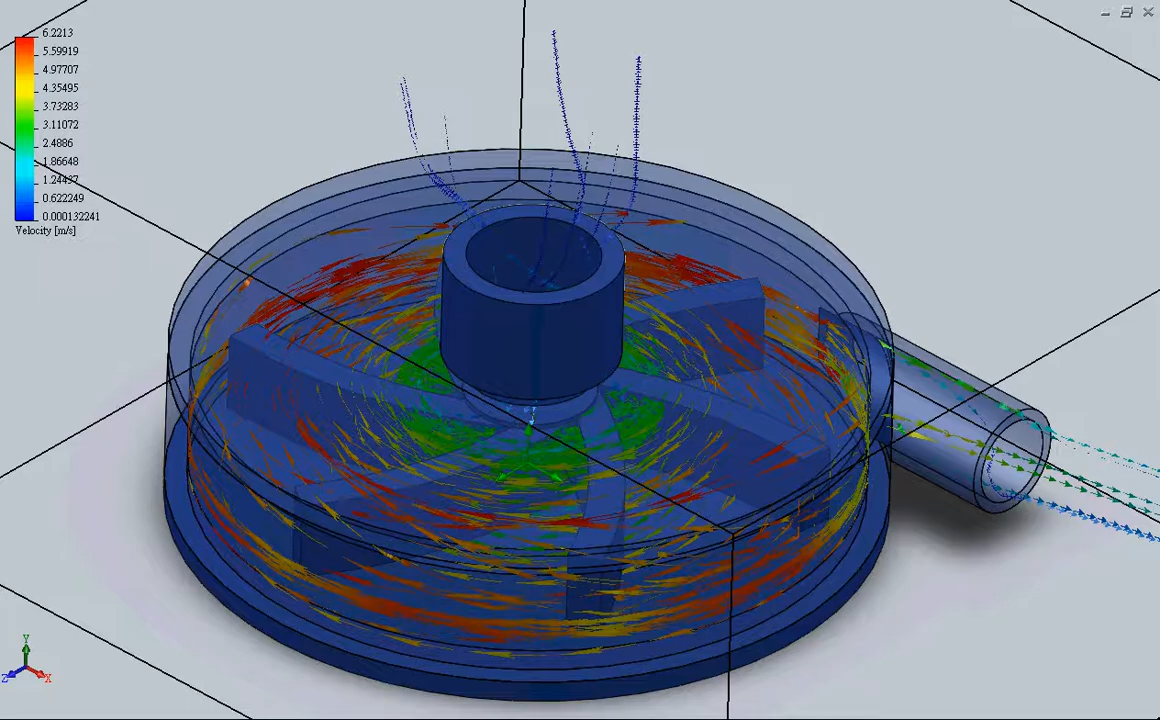 6.2213
5.59919
4.97707
4.35495
3.73283
3.11072
2.4886
1.86648
1.24437
0.622249
0.000132241
Velocity [m/s]
Y
Z
X